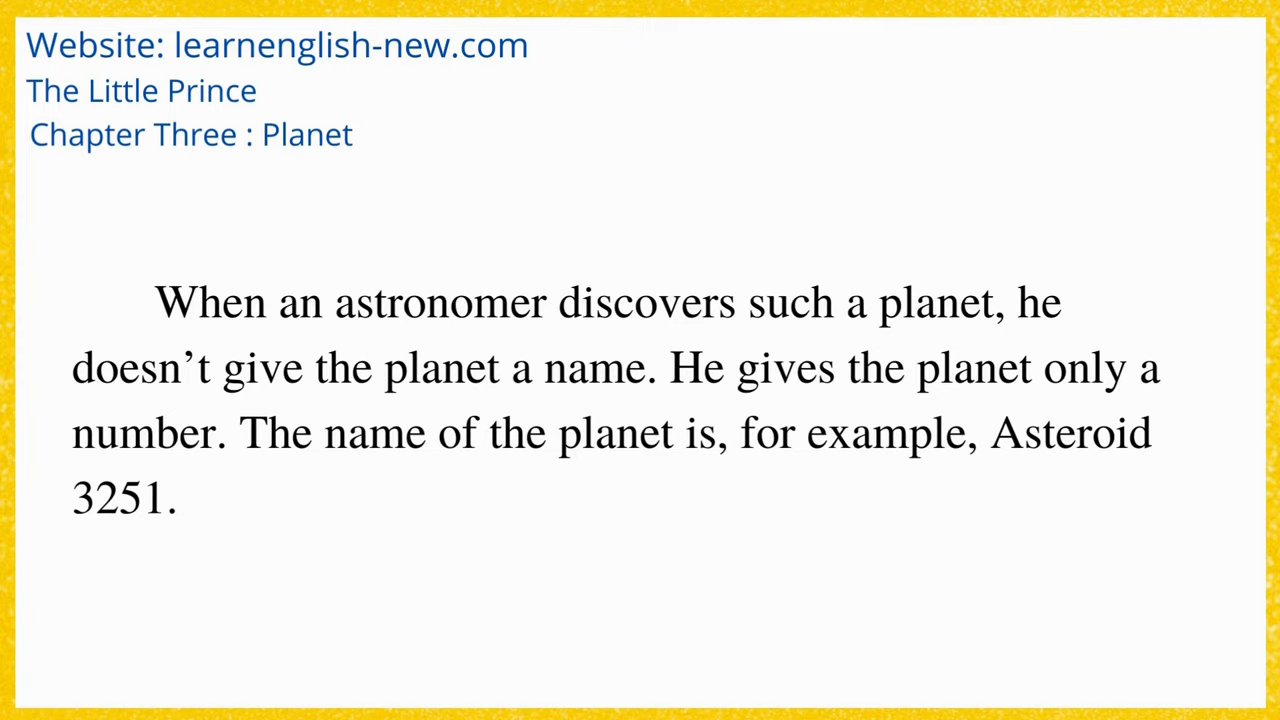 Website: learnenglish-new.com
The Little Prince
Chapter Three : Planet
When an astronomer discovers such a planet, he
doesn’t give the planet a name. He gives the planet only a
number. The name of the planet is, for example, Asteroid
3251.